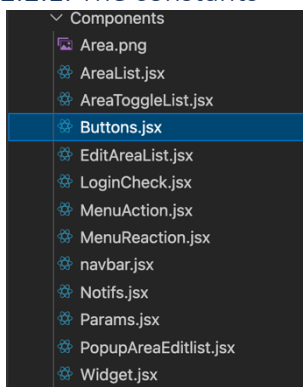 Components
Area.png
AreaList.jsx
AreaToggleList.jsx
Buttons.jsx
EditAreaList.jsx
LoginCheck.jsx
MenuAction.jsx
MenuReaction.jsx
navbar.jsx
Notifs.jsx
Params.jsx
PopupAreaEditlist.jsx
Widget.jsx